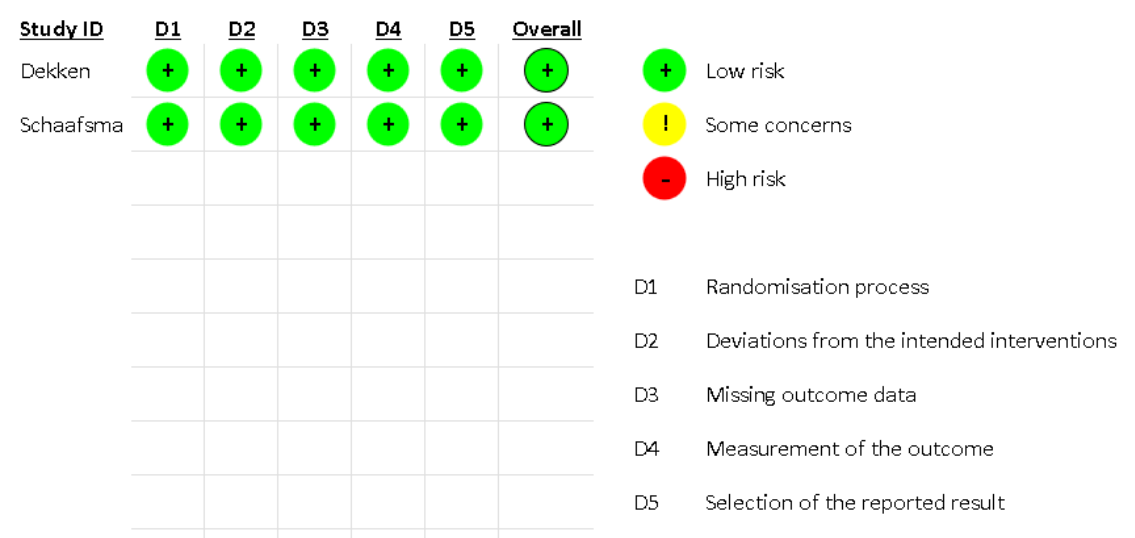 Study ID D1 D2 D3 D4 D5 Overall
Dekken + + + + + +
Schaafsma + + + + + +
+ Low risk
! Some concerns
- High risk
D1 Randomisation process
D2 Deviations from the intended interventions
D3 Missing outcome data
D4 Measurement of the outcome
D5 Selection of the reported result